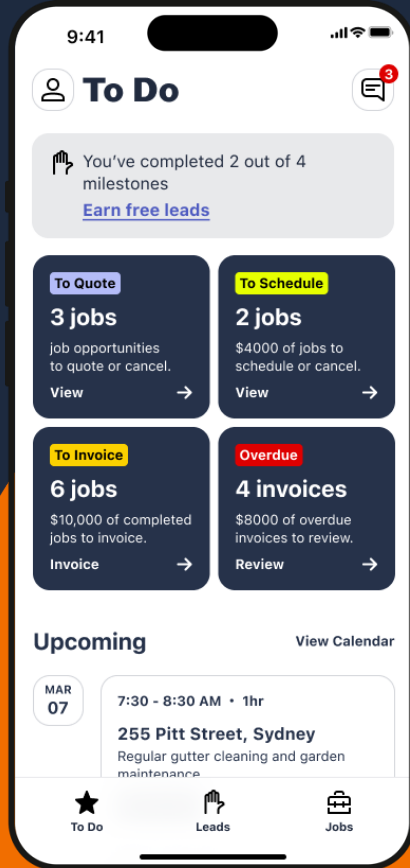 9:41
To Do
3
You've completed 2 out of 4
milestones
Earn free leads
To Quote
3 jobs
job opportunities
to quote or cancel.
View
To Schedule
2 jobs
$4000 of jobs to
schedule or cancel.
View
To Invoice
6 jobs
$10,000 of completed
jobs to invoice.
Invoice
Overdue
4 invoices
$8000 of overdue
invoices to review.
Review
Upcoming
View Calendar
MAR
07
7:30 - 8:30 AM • 1hr
255 Pitt Street, Sydney
Regular gutter cleaning and garden
maintenance
To Do
Leads
Jobs